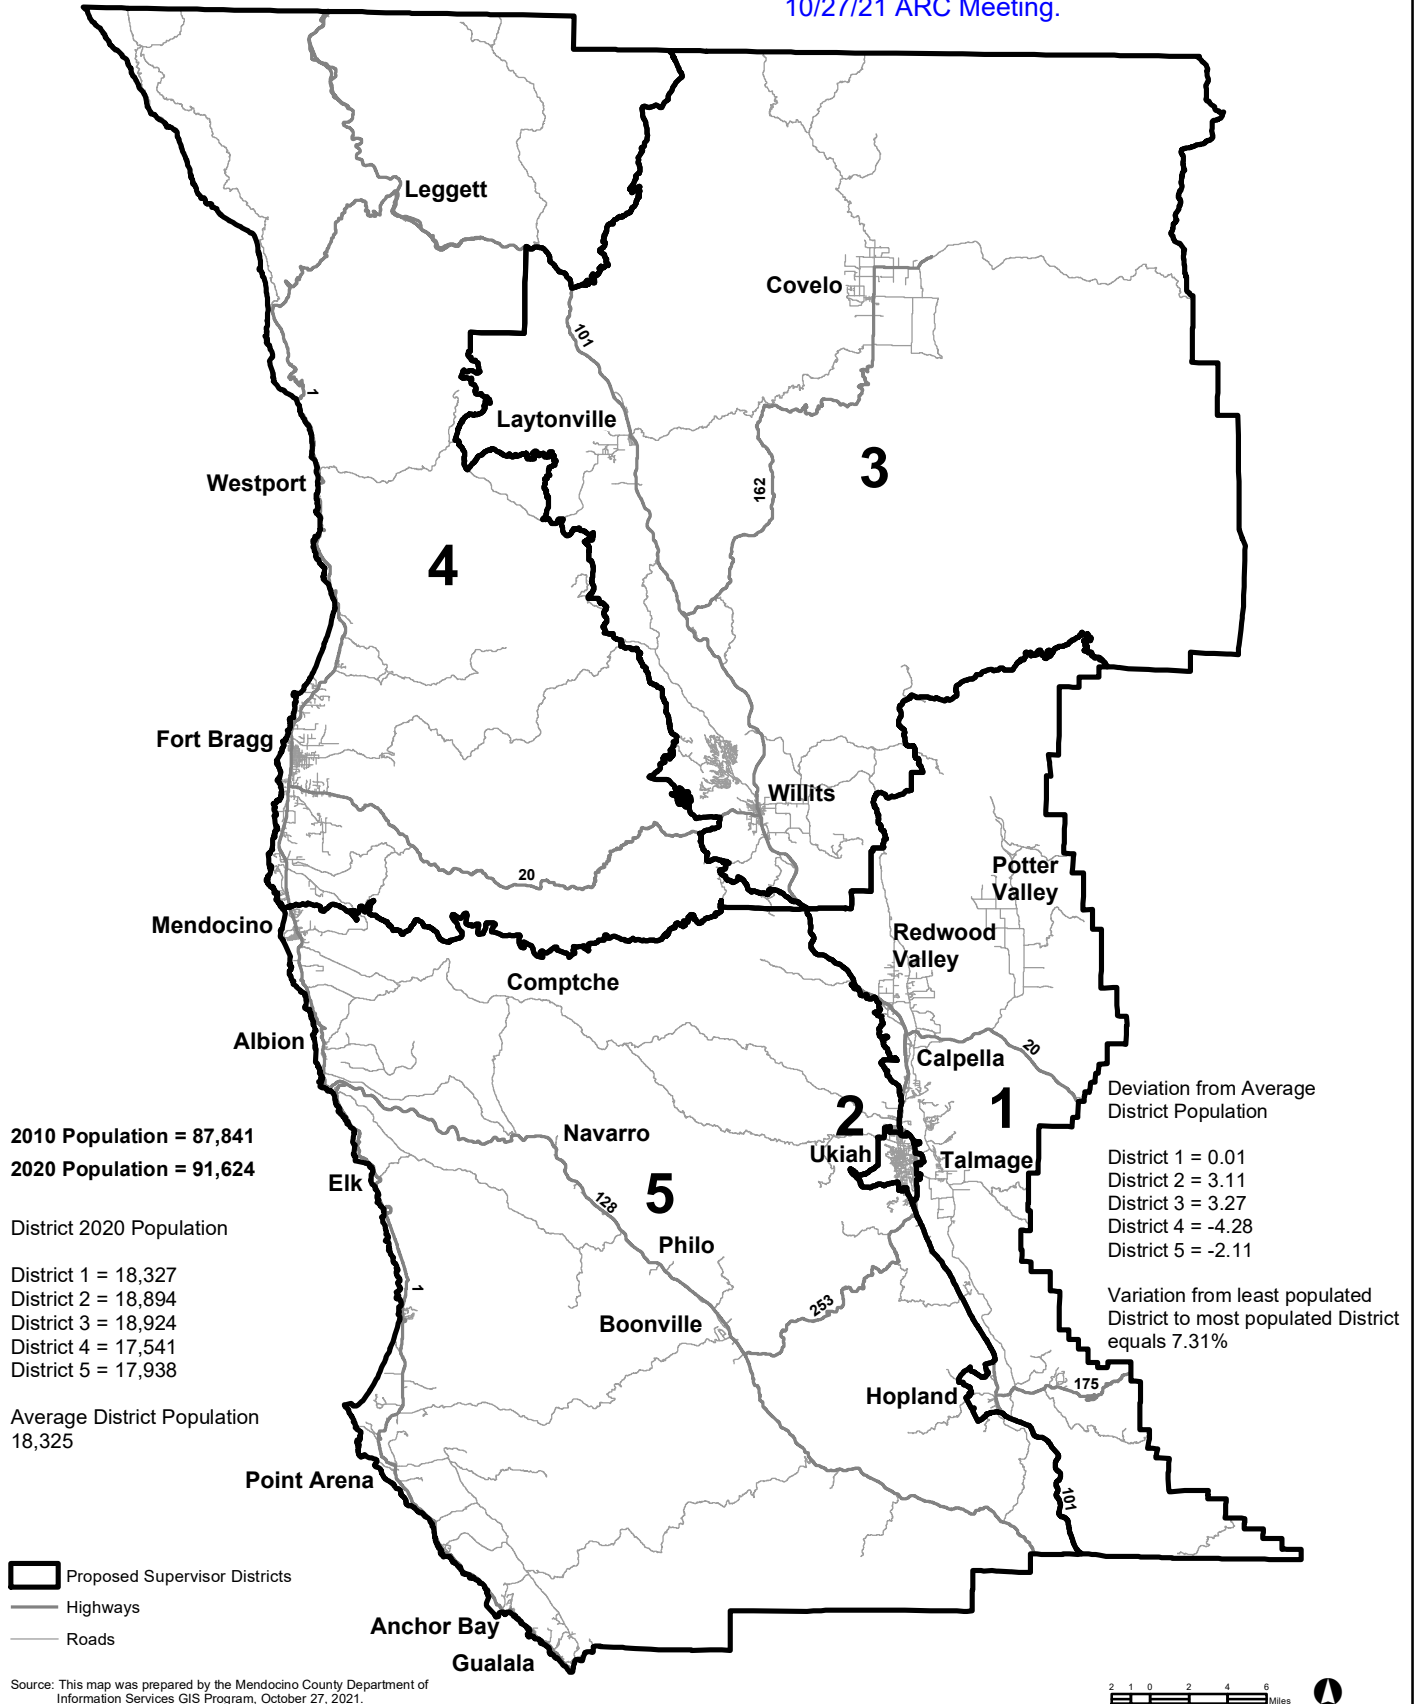 10/27/21 ARC Meeting.
Leggett
Covelo
101
1
Laytonville
3
162
Westport
4
Fort Bragg
Willits
20
Potter
Valley
Mendocino
Redwood
Valley
Comptche
Albion
20
Calpella
2
1
Navarro
Ukiah
Talmage
Elk
128
5
Philo
1
253
Boonville
175
Hopland
Point Arena
101
Anchor Bay
Gualala
2010 Population = 87,841
2020 Population = 91,624
District 2020 Population
District 1 = 18,327
District 2 = 18,894
District 3 = 18,924
District 4 = 17,541
District 5 = 17,938
Average District Population
18,325
Deviation from Average
District Population
District 1 = 0.01
District 2 = 3.11
District 3 = 3.27
District 4 = -4.28
District 5 = -2.11
Variation from least populated
District to most populated District
equals 7.31%
Proposed Supervisor Districts
Highways
Roads
Source: This map was prepared by the Mendocino County Department of
Information Services GIS Program, October 27, 2021.
2 1 0 2 4 6
Miles